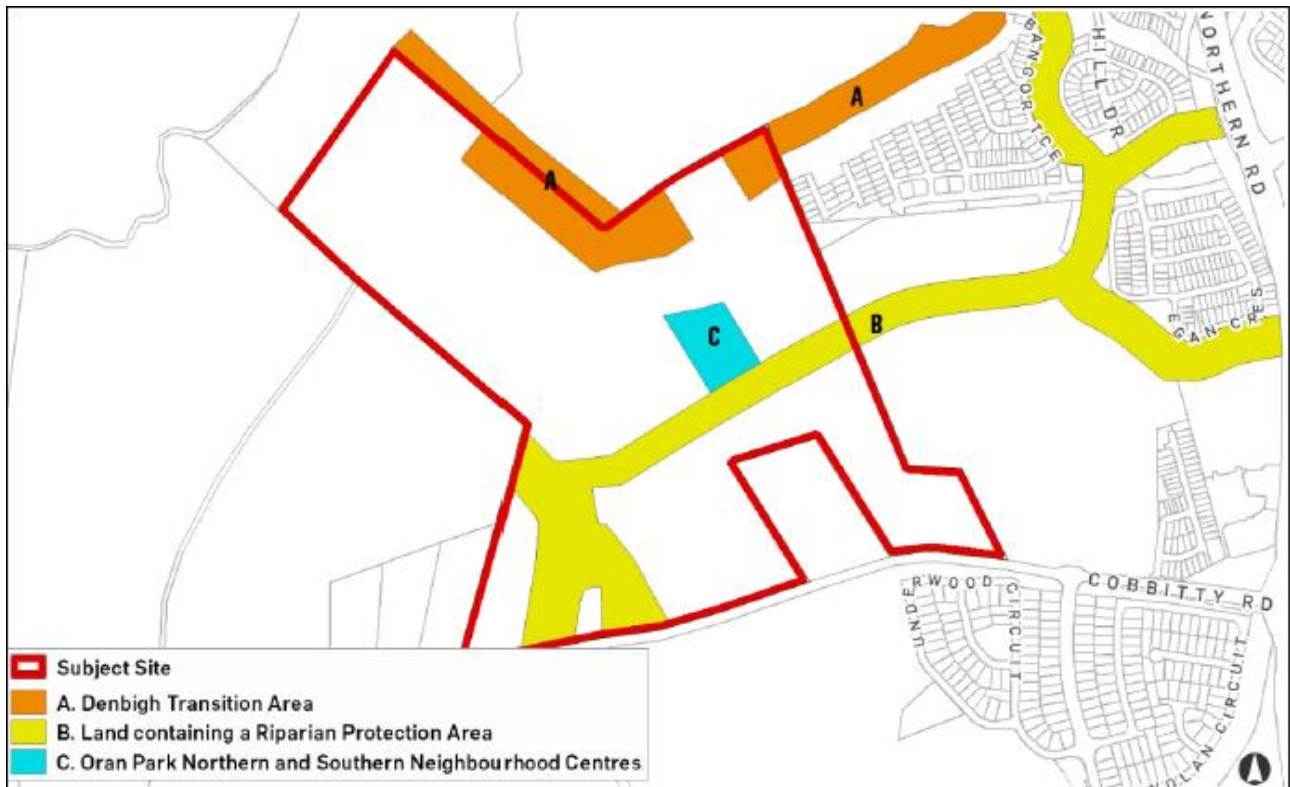 BANGOR TCE
HILL DR
NORTHERN RD
A
A
B
C
EGAN CRES
COBBITTY RD
UNDERWOOD CIRCUIT
NOLAN CIRCUIT
Subject Site
A. Denbigh Transition Area
B. Land containing a Riparian Protection Area
C. Oran Park Northern and Southern Neighbourhood Centres